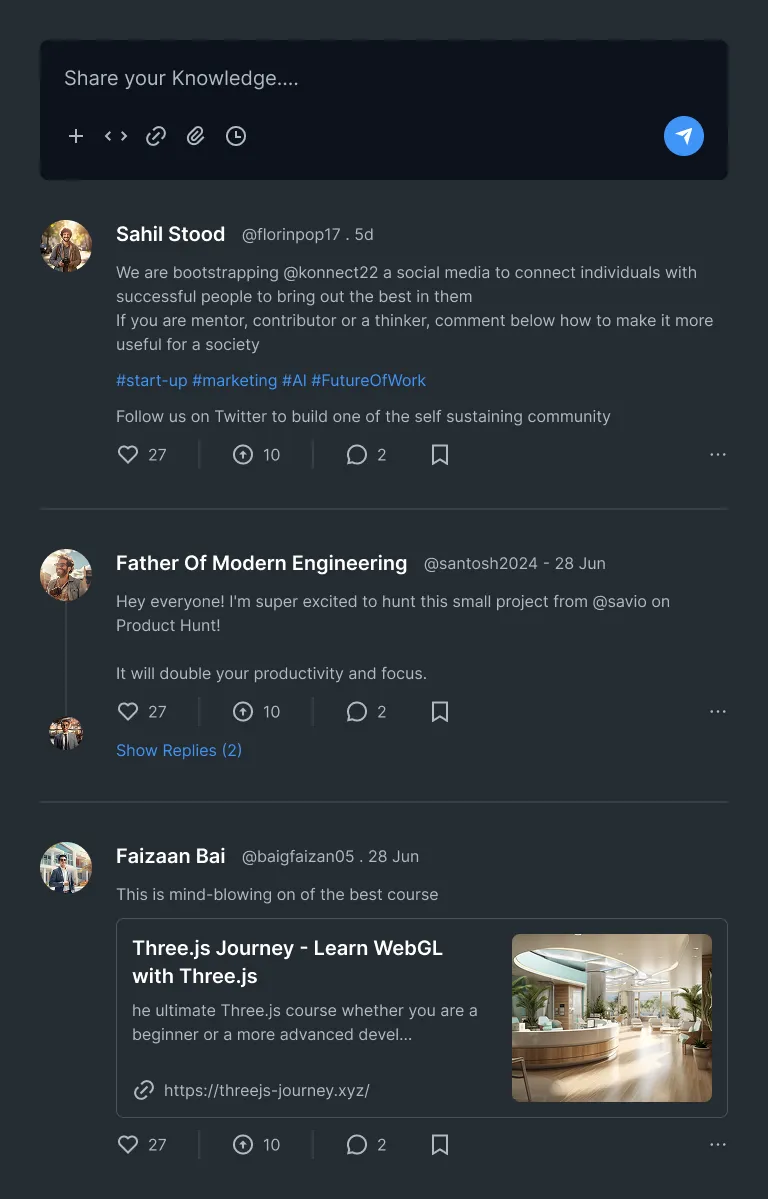 Share your Knowledge....
Sahil Stood @florinpop17 . 5d
We are bootstrapping @konnect22 a social media to connect individuals with
successful people to bring out the best in them
If you are mentor, contributor or a thinker, comment below how to make it more
useful for a society
#start-up #marketing #AI #FutureOfWork
Follow us on Twitter to build one of the self sustaining community
27 10 2
Father Of Modern Engineering @santosh2024 - 28 Jun
Hey everyone! I'm super excited to hunt this small project from @savio on
Product Hunt!
It will double your productivity and focus.
27 10 2
Show Replies (2)
Faizaan Bai @baigfaizan05 . 28 Jun
This is mind-blowing on of the best course
Three.js Journey - Learn WebGL
with Three.js
he ultimate Three.js course whether you are a
beginner or a more advanced devel...
https://threejs-journey.xyz/
27 10 2